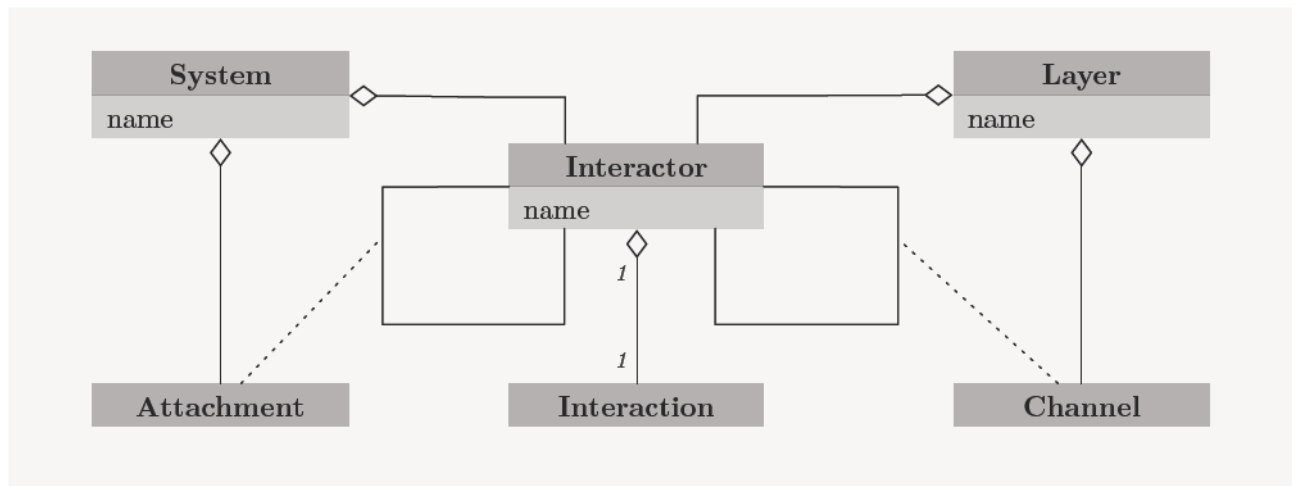 System
name
Layer
name
Interactor
name
1
1
Attachment
Interaction
Channel